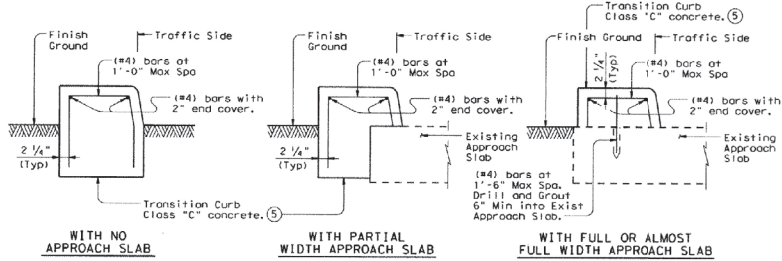 Finish
Ground
Traffic Side
(#4) bars at
1'-0" Max Spa
(#4) bars with
2" end cover.
2 1/4"
(Typ)
Transition Curb
Class "C" concrete. 5
WITH NO
APPROACH SLAB
Finish
Ground
Traffic Side
(#4) bars at
1'-0" Max Spa
(#4) bars with
2" end cover.
2 1/4"
(Typ)
Existing
Approach
Slab
WITH PARTIAL
WIDTH APPROACH SLAB
Transition Curb
Class "C" concrete. 5
Finish Ground
Traffic Side
2 1/4"
(Typ)
(#4) bars at
1'-0" Max Spa
(#4) bars with
2" end cover.
Existing
Approach
Slab
(#4) bars at
1'-6" Max Spa.
Drill and Grout
6" Min into Exist
Approach Slab.
WITH FULL OR ALMOST
FULL WIDTH APPROACH SLAB